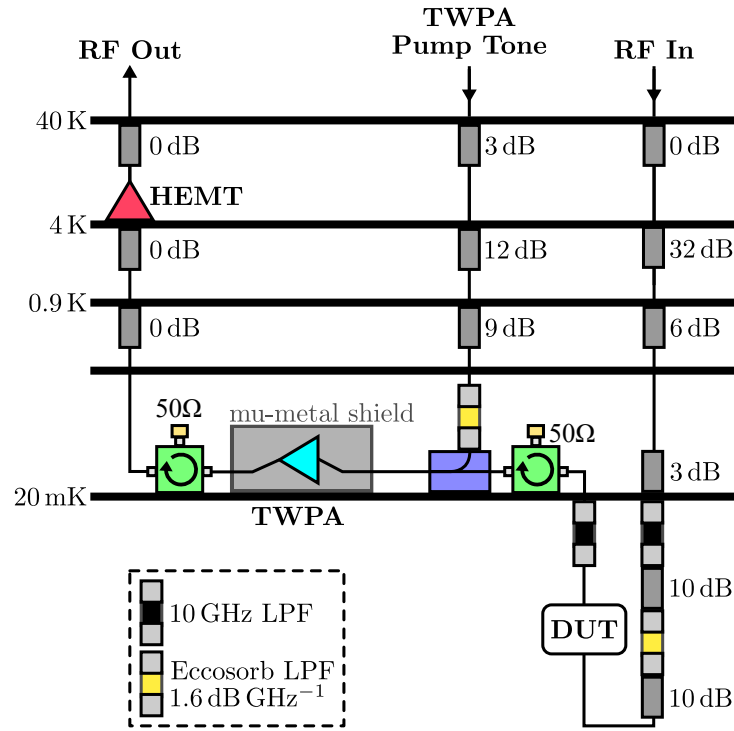 TWPA
RF Out
Pump Tone
RF In
40 K
0 dB
3 dB
0 dB
HEMT
4 K
0 dB
12 dB
32 dB
0.9 K
0 dB
9 dB
6 dB
50Ω
mu-metal shield
50Ω
3 dB
20 mK
TWPA
10 dB
10 GHz LPF
DUT
Eccosorb LPF
1.6 dB GHz⁻¹
10 dB